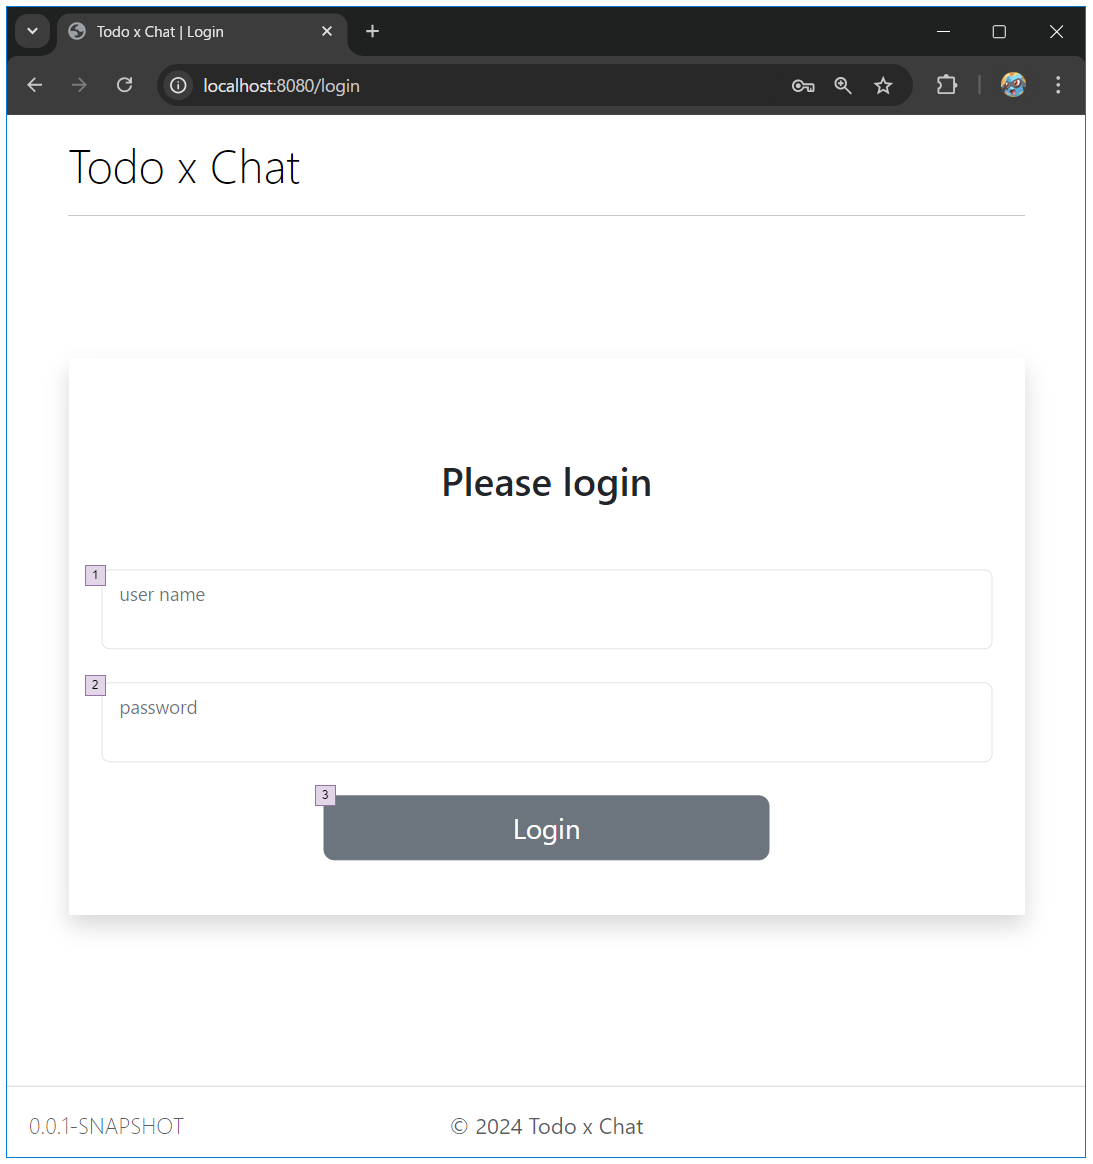 Todo x Chat | Login
localhost:8080/login
Todo x Chat
Please login
1
user name
2
password
3
Login
0.0.1-SNAPSHOT
© 2024 Todo x Chat